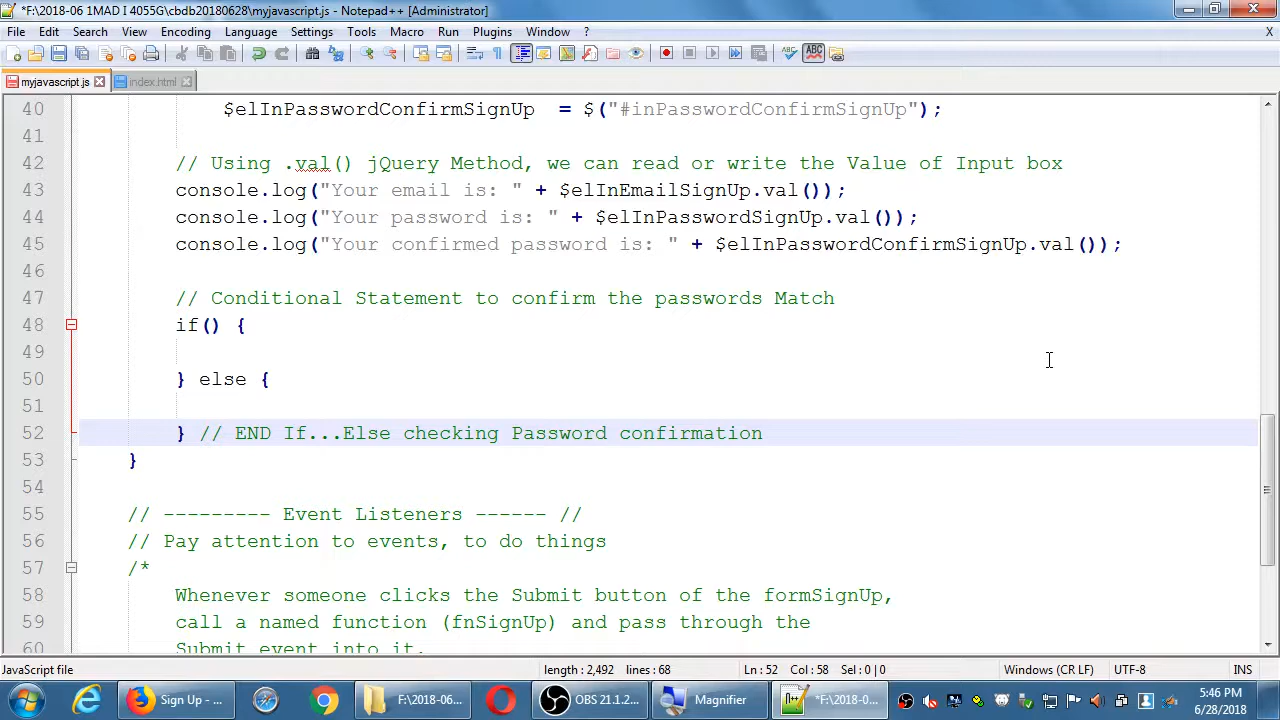 *F:\2018-06 1MAD I 4055G\cbdb20180628\myjavascript.js - Notepad++ [Administrator]
File Edit Search View Encoding Language Settings Tools Macro Run Plugins Window ? X
myjavascript.js index.html
40 $elInPasswordConfirmSignUp = $("#inPasswordConfirmSignUp");
41
42 // Using .val() jQuery Method, we can read or write the Value of Input box
43 console.log("Your email is: " + $elInEmailSignUp.val());
44 console.log("Your password is: " + $elInPasswordSignUp.val());
45 console.log("Your confirmed password is: " + $elInPasswordConfirmSignUp.val());
46
47 // Conditional Statement to confirm the passwords Match
48 if() {
49
50 } else {
51
52 } // END If...Else checking Password confirmation
53 }
54
55 // --------- Event Listeners ------ //
56 // Pay attention to events, to do things
57 /*
58 Whenever someone clicks the Submit button of the formSignUp,
59 call a named function (fnSignUp) and pass through the
60 Submit event into it.
JavaScript file length : 2,492 lines : 68 Ln : 52 Col : 58 Sel : 0 | 0 Windows (CR LF) UTF-8 INS
Sign Up - ... F:\2018-06... OBS 21.1.2... Magnifier *F:\2018-0... 5:46 PM
6/28/2018